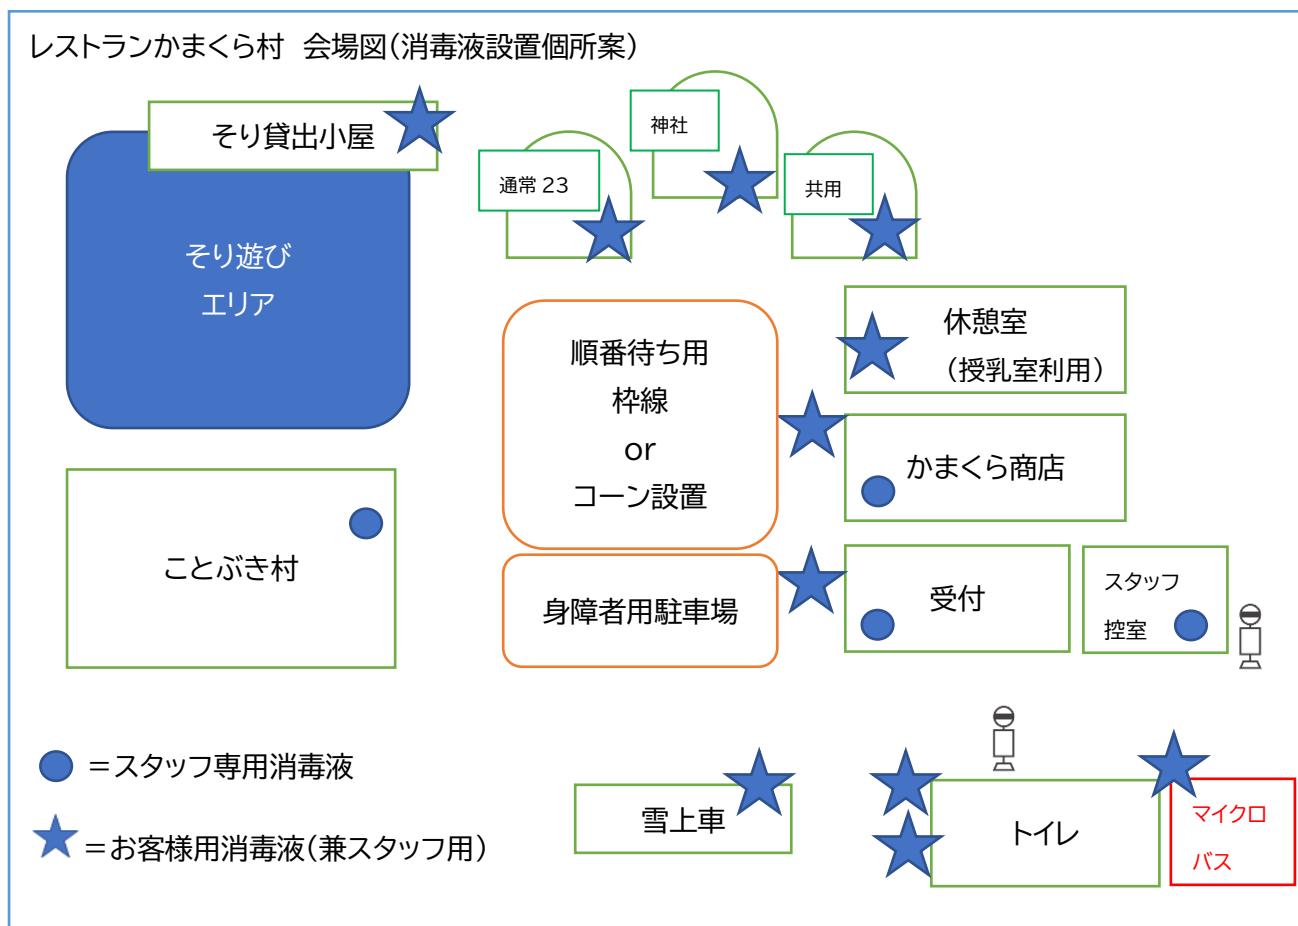 レストランかまくら村　会場図(消毒液設置個所案)
そり貸出小屋
神社
通常 23
共用
そり遊び
エリア
順番待ち用
枠線
or
コーン設置
休憩室
(授乳室利用)
かまくら商店
ことぶき村
身障者用駐車場
受付
スタッフ
控室
＝スタッフ専用消毒液
＝お客様用消毒液(兼スタッフ用)
雪上車
トイレ
マイクロ
バス